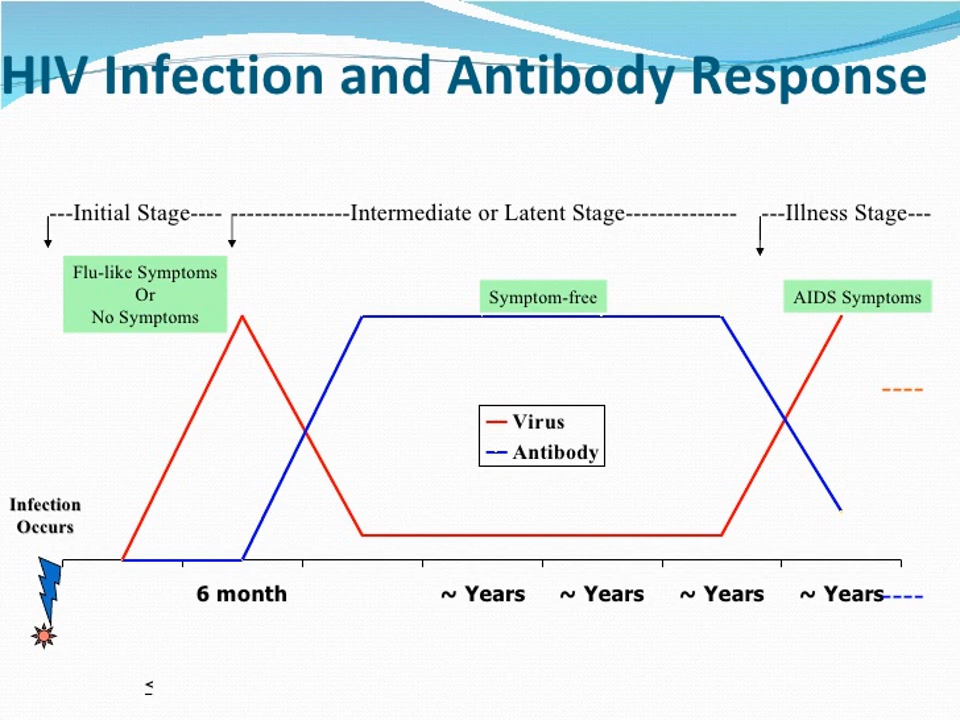 HIV Infection and Antibody Response
---Initial Stage---- ---------------Intermediate or Latent Stage-------------- ---Illness Stage---
Flu-like Symptoms
Or
No Symptoms
Symptom-free
AIDS Symptoms
----
Virus
Antibody
Infection
Occurs
6 month ~ Years ~ Years ~ Years ~ Years----
≤